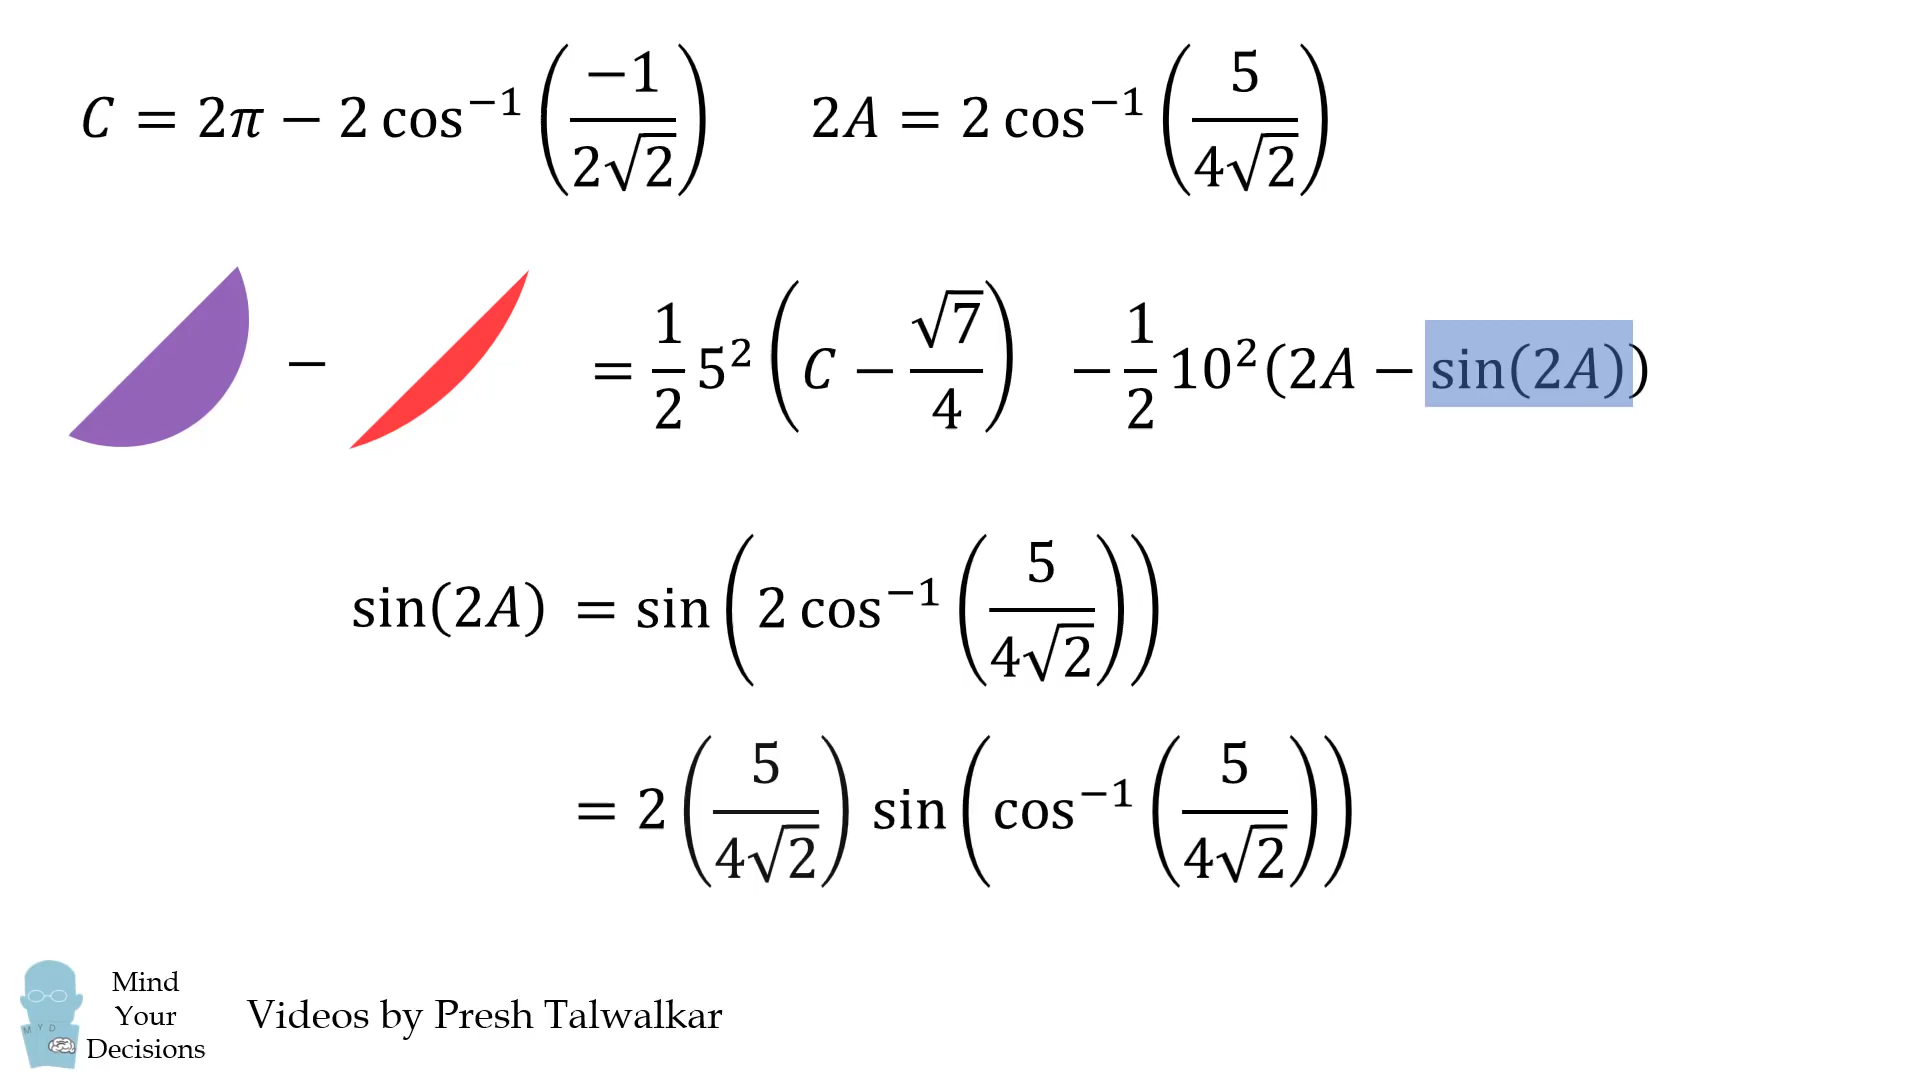 C = 2π − 2 cos⁻¹(−1/(2√2))    2A = 2 cos⁻¹(5/(4√2))
− = 1/2 5² (C − √7/4) − 1/2 10²(2A − sin(2A))
sin(2A) = sin(2 cos⁻¹(5/(4√2)))
= 2(5/(4√2)) sin(cos⁻¹(5/(4√2)))
M Y D
Mind
Your
Decisions
Videos by Presh Talwalkar